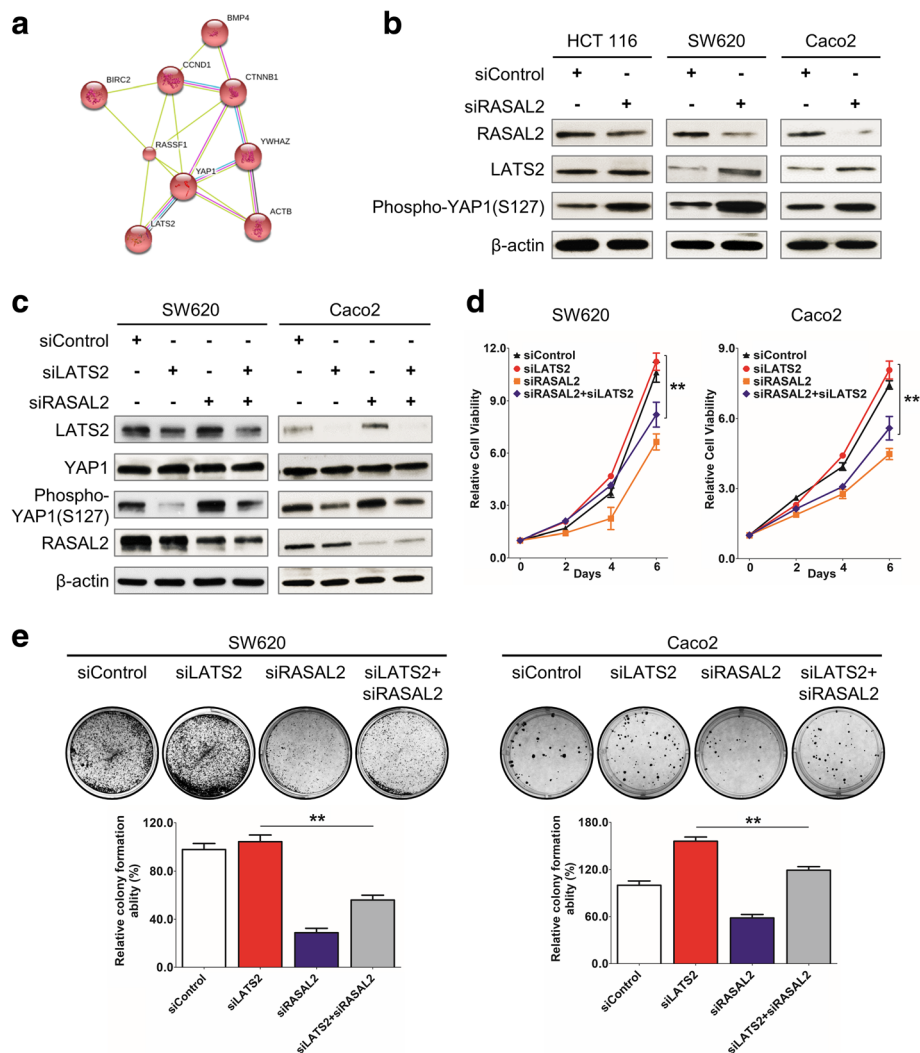 a
BMP4
CCND1
CTNNB1
BIRC2
RASSF1
YWHAZ
YAP1
LATS2
ACTB
b
HCT 116 SW620 Caco2
siControl + - + - + -
siRASAL2 - + - + - +
RASAL2
LATS2
Phospho-YAP1(S127)
β-actin
c
SW620 Caco2
siControl + - - - + - - -
siLATS2 - + - + - + - +
siRASAL2 - - + + - - + +
LATS2
YAP1
Phospho-
YAP1(S127)
RASAL2
β-actin
d
SW620
Relative Cell Viability
12.0
9.0
6.0
3.0
0.0
siControl
siLATS2
siRASAL2
siRASAL2+siLATS2
**
0 2 4 6
Days
Caco2
Relative Cell Viability
9.0
6.0
3.0
0.0
siControl
siLATS2
siRASAL2
siRASAL2+siLATS2
**
0 2 4 6
Days
e
SW620
siControl siLATS2 siRASAL2 siLATS2+
siRASAL2
Relative colony formation
ablity (%)
120.0
80.0
40.0
0.0
**
siControl
siLATS2
siRASAL2
siLATS2+siRASAL2
Caco2
siControl siLATS2 siRASAL2 siLATS2+
siRASAL2
Relative colony formation
ablity (%)
180.0
120.0
60.0
0.0
**
siControl
siLATS2
siRASAL2
siLATS2+siRASAL2